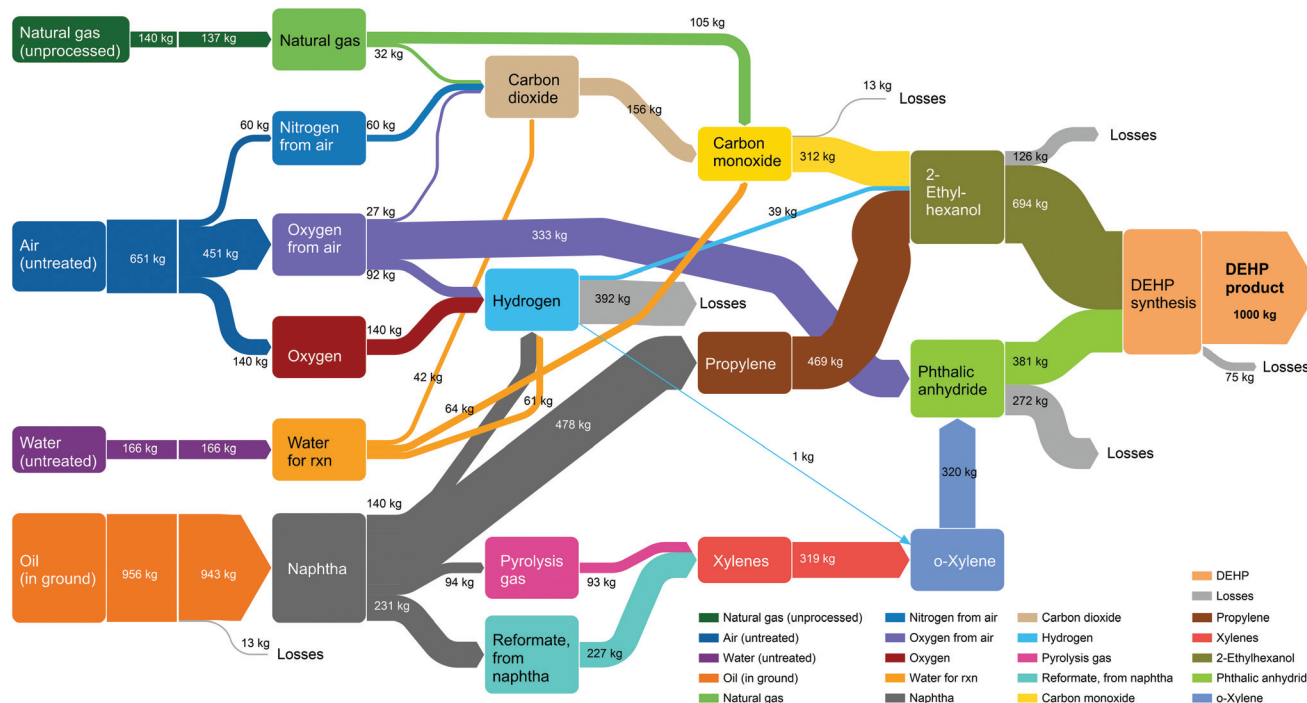 Natural gas
(unprocessed)
140 kg
137 kg
Natural gas
105 kg
32 kg
Carbon
dioxide
156 kg
13 kg
Losses
60 kg
Nitrogen
from air
60 kg
Carbon
monoxide
312 kg
2-
Ethyl-
hexanol
126 kg
Losses
694 kg
39 kg
Air
(untreated)
651 kg
451 kg
Oxygen
from air
27 kg
333 kg
92 kg
Hydrogen
392 kg
Losses
DEHP
synthesis
DEHP
product
1000 kg
140 kg
Oxygen
140 kg
Propylene
469 kg
Phthalic
anhydride
381 kg
272 kg
75 kg
Losses
42 kg
64 kg
61 kg
478 kg
Losses
Water
(untreated)
166 kg
166 kg
Water
for rxn
1 kg
320 kg
140 kg
Oil
(in ground)
956 kg
943 kg
Naphtha
94 kg
Pyrolysis
gas
93 kg
Xylenes
319 kg
o-Xylene
231 kg
Reformate,
from
naphtha
227 kg
13 kg
Losses
Natural gas (unprocessed)
Air (untreated)
Water (untreated)
Oil (in ground)
Natural gas
Nitrogen from air
Oxygen from air
Oxygen
Water for rxn
Naphtha
Carbon dioxide
Hydrogen
Pyrolysis gas
Reformate, from naphtha
Carbon monoxide
DEHP
Losses
Propylene
Xylenes
2-Ethylhexanol
Phthalic anhydrid
o-Xylene